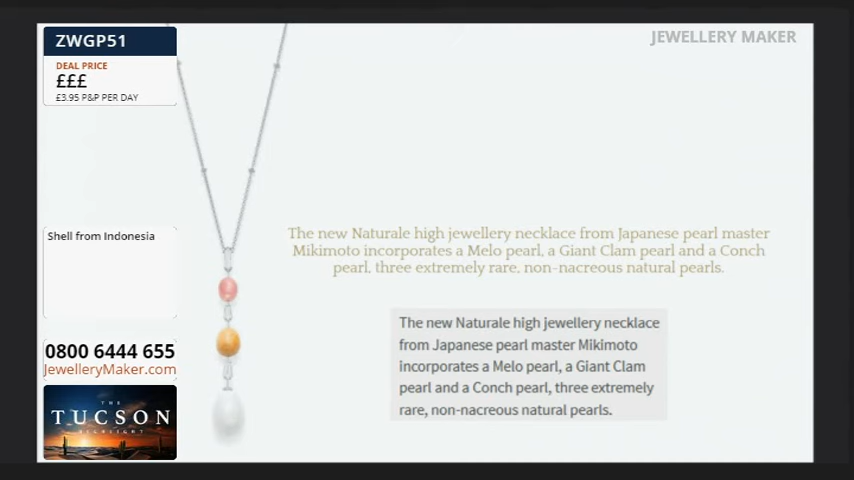 ZWGP51
DEAL PRICE
£££
£3.95 P&P PER DAY
JEWELLERY MAKER
Shell from Indonesia
The new Naturale high jewellery necklace from Japanese pearl master
Mikimoto incorporates a Melo pearl, a Giant Clam pearl and a Conch
pearl, three extremely rare, non-nacreous natural pearls.
The new Naturale high jewellery necklace
from Japanese pearl master Mikimoto
incorporates a Melo pearl, a Giant Clam
pearl and a Conch pearl, three extremely
rare, non-nacreous natural pearls.
0800 6444 655
JewelleryMaker.com
THE
TUCSON